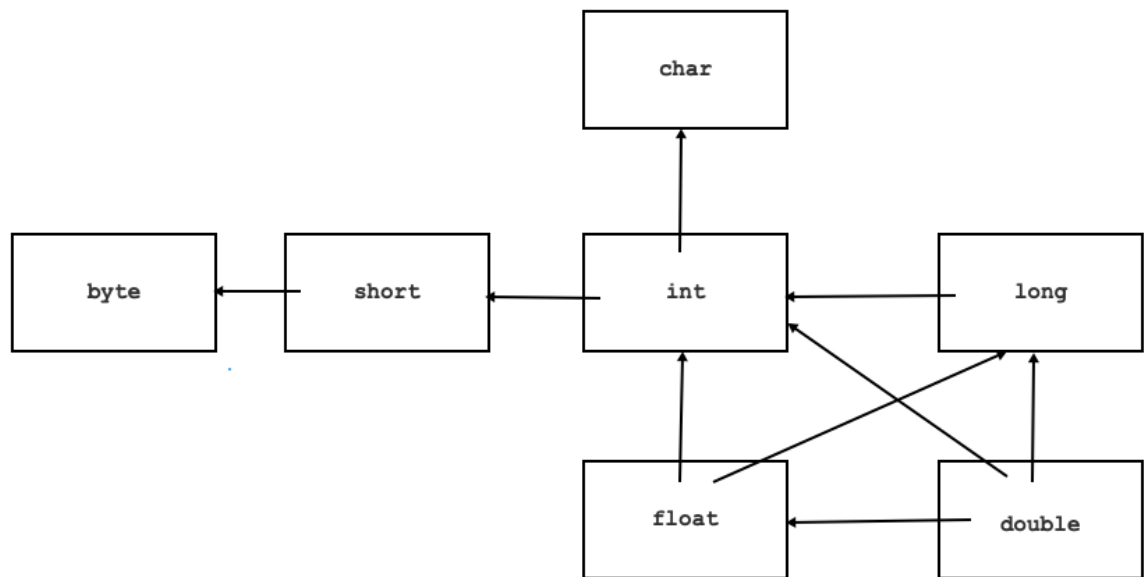 char
byte
short
int
long
float
double